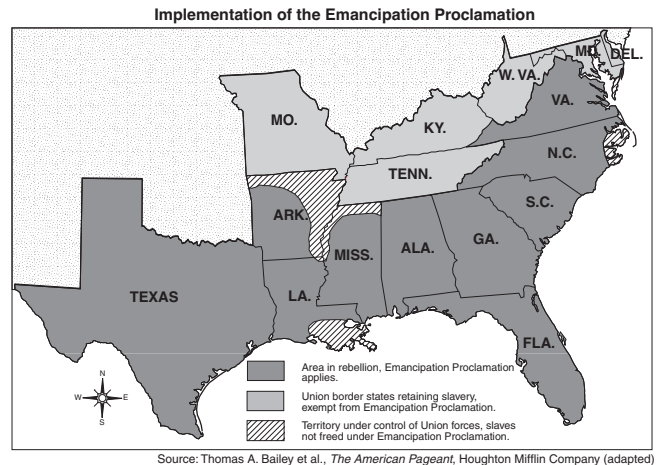 Implementation of the Emancipation Proclamation
MD.
DEL.
W. VA.
VA.
MO.
KY.
N.C.
TENN.
S.C.
ARK.
GA.
ALA.
MISS.
TEXAS
LA.
FLA.
N
W
E
S
Area in rebellion, Emancipation Proclamation
applies.
Union border states retaining slavery,
exempt from Emancipation Proclamation.
Territory under control of Union forces, slaves
not freed under Emancipation Proclamation.
Source: Thomas A. Bailey et al., The American Pageant, Houghton Mifflin Company (adapted)